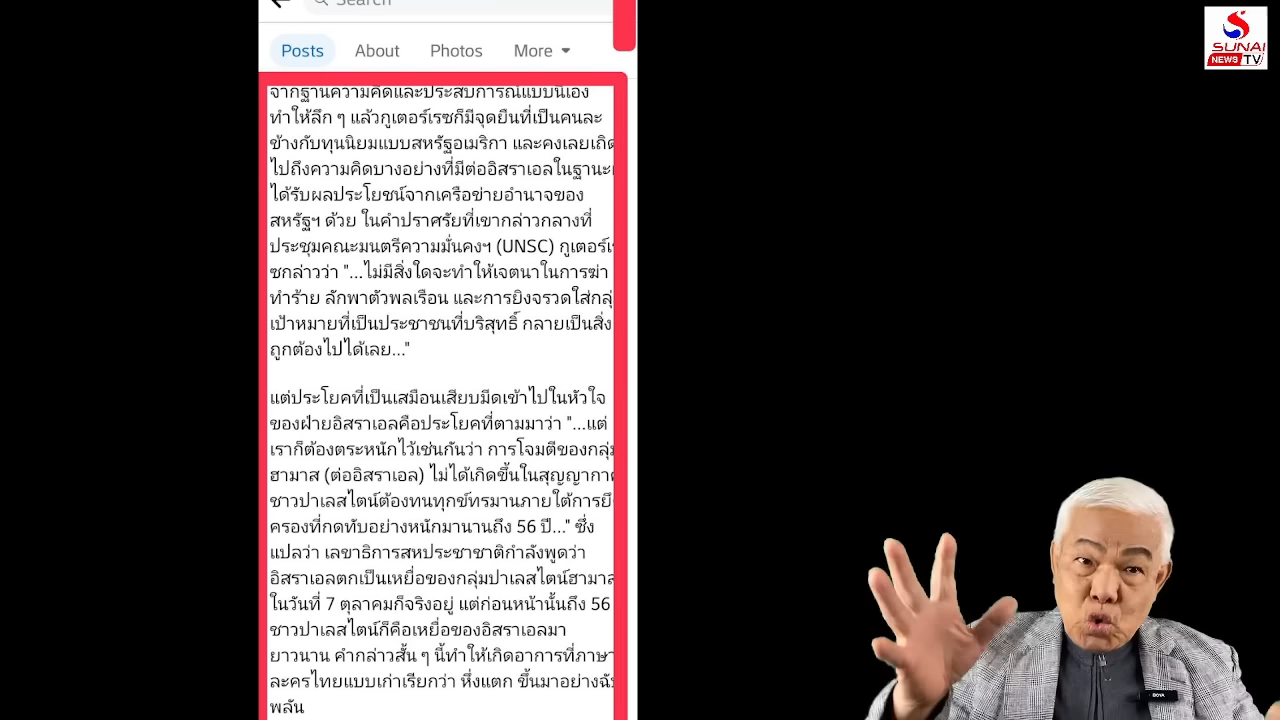 Search
SUNAI
NEWS TV
Posts About Photos More
จากฐานความคิดและประสบการณ์แบบนี้เอง
ทำให้ลึก ๆ แล้วกูเตอร์เรซก็มีจุดยืนที่เป็นคนละ
ข้างกับทุนนิยมแบบสหรัฐอเมริกา และคงเลยเถิด
ไปถึงความคิดบางอย่างที่มีต่ออิสราเอลในฐานะ
ได้รับผลประโยชน์จากเครือข่ายอำนาจของ
สหรัฐฯ ด้วย ในคำปราศรัยที่เขากล่าวกลางที่
ประชุมคณะมนตรีความมั่นคงฯ (UNSC) กูเตอร์เ
ซกล่าวว่า "...ไม่มีสิ่งใดจะทำให้เจตนาในการฆ่า
ทำร้าย ลักพาตัวพลเรือน และการยิงจรวดใส่กลุ่
เป้าหมายที่เป็นประชาชนที่บริสุทธิ์ กลายเป็นสิ่ง
ถูกต้องไปได้เลย..."
แต่ประโยคที่เป็นเสมือนเสียบมีดเข้าไปในหัวใจ
ของฝ่ายอิสราเอลคือประโยคที่ตามมาว่า "...แต่
เราก็ต้องตระหนักไว้เช่นกันว่า การโจมตีของกลุ่ม
ฮามาส (ต่ออิสราเอล) ไม่ได้เกิดขึ้นในสุญญากาศ
ชาวปาเลสไตน์ต้องทนทุกข์ทรมานภายใต้การยึ
ครองที่กดทับอย่างหนักมานานถึง 56 ปี..." ซึ่ง
แปลว่า เลขาธิการสหประชาชาติกำลังพูดว่า
อิสราเอลตกเป็นเหยื่อของกลุ่มปาเลสไตน์ฮามาส
ในวันที่ 7 ตุลาคมก็จริงอยู่ แต่ก่อนหน้านั้นถึง 56
ชาวปาเลสไตน์ก็คือเหยื่อของอิสราเอลมา
ยาวนาน คำกล่าวสั้น ๆ นี้ทำให้เกิดอาการที่ภาษา
ละครไทยแบบเก่าเรียกว่า หึ่งแตก ขึ้นมาอย่างฉับ
พลัน
BOYA